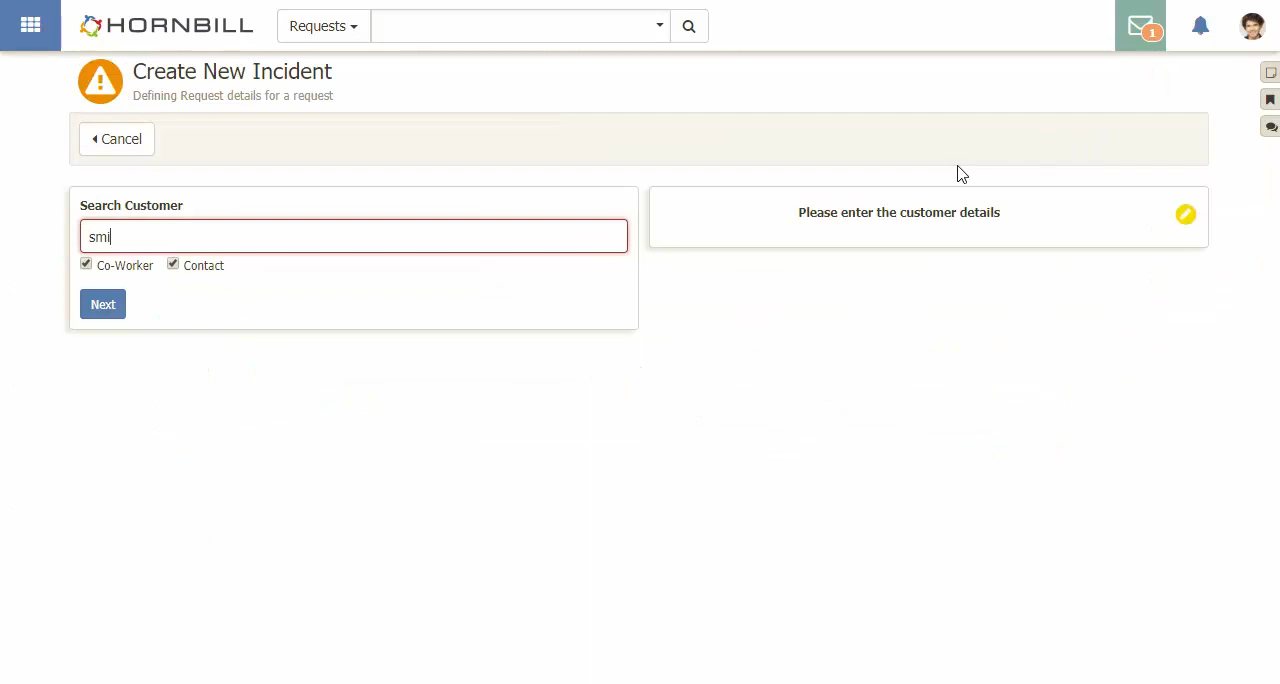 HORNBILL
Requests
1
Create New Incident
Defining Request details for a request
Cancel
Search Customer
smi
Co-Worker Contact
Next
Please enter the customer details